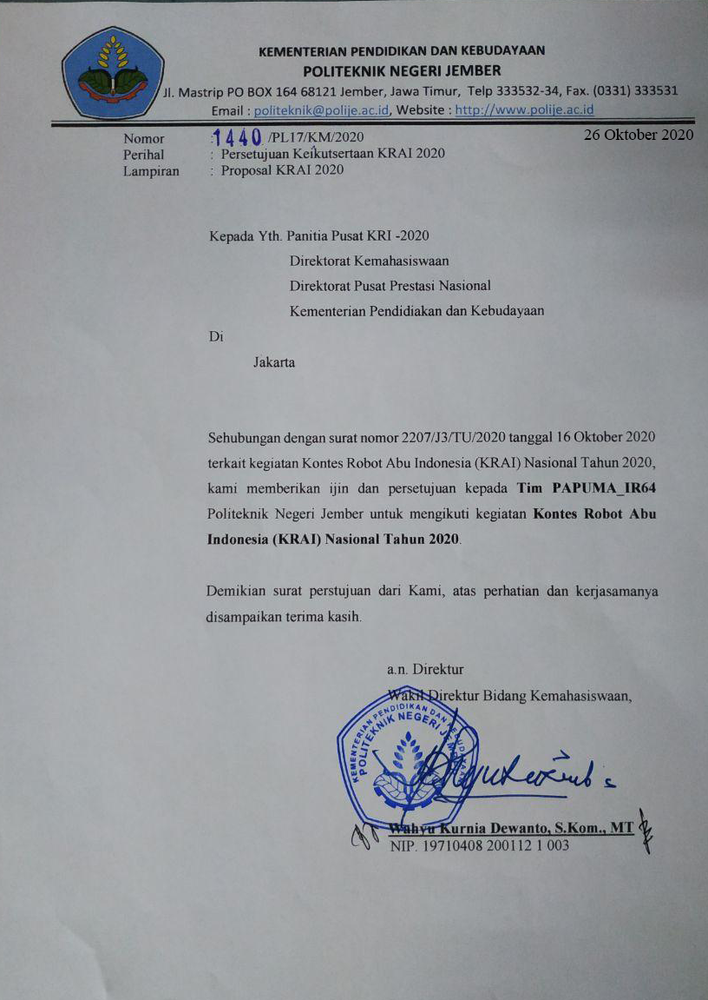 KEMENTERIAN PENDIDIKAN DAN KEBUDAYAAN
POLITEKNIK NEGERI JEMBER
Jl. Mastrip PO BOX 164 68121 Jember, Jawa Timur, Telp 333532-34, Fax. (0331) 333531
Email : politeknik@polije.ac.id, Website : http://www.polije.ac.id
Nomor : 1440 /PL17/KM/2020 26 Oktober 2020
Perihal : Persetujuan Keikutsertaan KRAI 2020
Lampiran : Proposal KRAI 2020
Kepada Yth. Panitia Pusat KRI -2020
Direktorat Kemahasiswaan
Direktorat Pusat Prestasi Nasional
Kementerian Pendidiakan dan Kebudayaan
Di
Jakarta
Sehubungan dengan surat nomor 2207/J3/TU/2020 tanggal 16 Oktober 2020
terkait kegiatan Kontes Robot Abu Indonesia (KRAI) Nasional Tahun 2020,
kami memberikan ijin dan persetujuan kepada Tim PAPUMA_IR64
Politeknik Negeri Jember untuk mengikuti kegiatan Kontes Robot Abu
Indonesia (KRAI) Nasional Tahun 2020.
Demikian surat perstujuan dari Kami, atas perhatian dan kerjasamanya
disampaikan terima kasih.
a.n. Direktur
Wakil Direktur Bidang Kemahasiswaan,
KEMENTERIAN PENDIDIKAN DAN KEBUDAYAAN
POLITEKNIK NEGERI JEMBER
Wahyu Kurnia Dewanto, S.Kom., MT
NIP. 19710408 200112 1 003